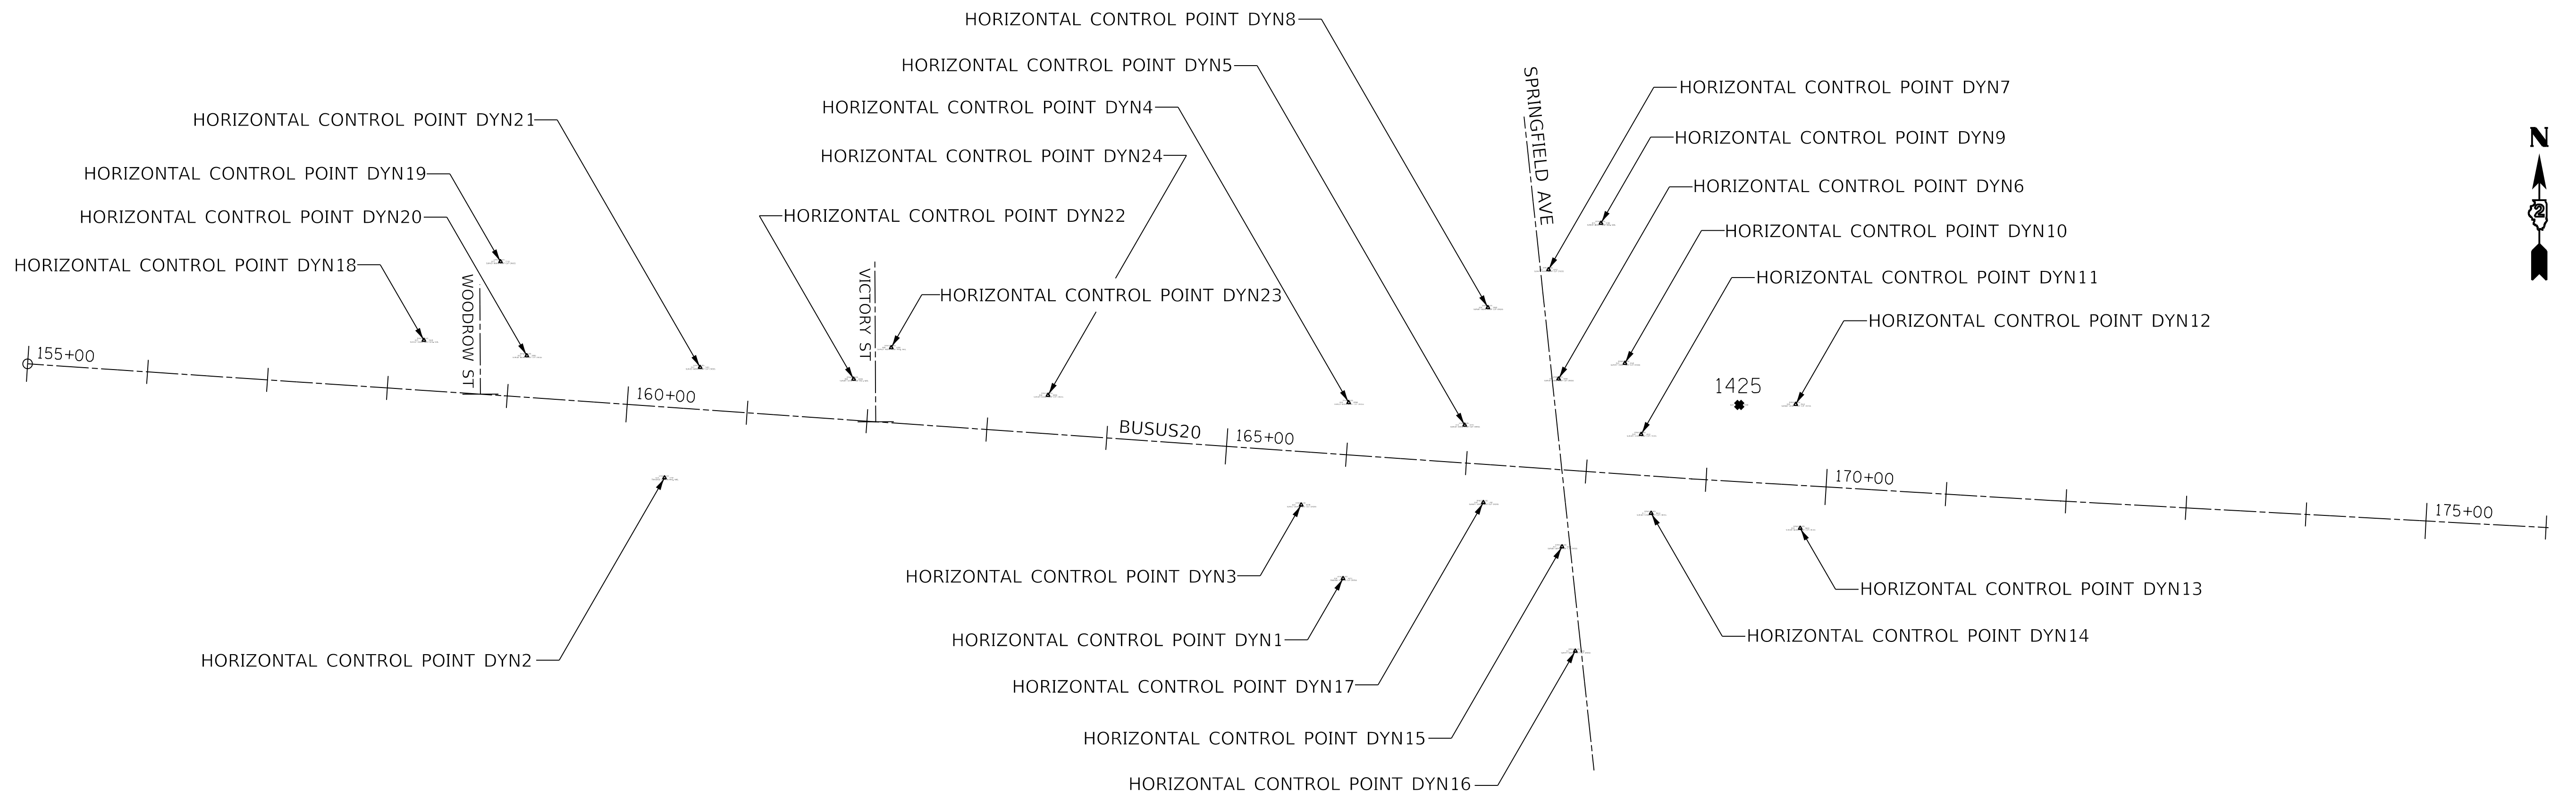 HORIZONTAL CONTROL POINT DYN8
HORIZONTAL CONTROL POINT DYN5
HORIZONTAL CONTROL POINT DYN7
HORIZONTAL CONTROL POINT DYN4
HORIZONTAL CONTROL POINT DYN21
HORIZONTAL CONTROL POINT DYN9
N
HORIZONTAL CONTROL POINT DYN24
HORIZONTAL CONTROL POINT DYN19
SPRINGFIELD AVE
HORIZONTAL CONTROL POINT DYN6
HORIZONTAL CONTROL POINT DYN20
HORIZONTAL CONTROL POINT DYN22
2
HORIZONTAL CONTROL POINT DYN10
HORIZONTAL CONTROL POINT DYN18
HORIZONTAL CONTROL POINT DYN11
HORIZONTAL CONTROL POINT DYN23
WOODROW ST
VICTORY ST
HORIZONTAL CONTROL POINT DYN12
155+00
1425
160+00
BUSUS20
165+00
170+00
175+00
HORIZONTAL CONTROL POINT DYN3
HORIZONTAL CONTROL POINT DYN13
HORIZONTAL CONTROL POINT DYN14
HORIZONTAL CONTROL POINT DYN1
HORIZONTAL CONTROL POINT DYN2
HORIZONTAL CONTROL POINT DYN17
HORIZONTAL CONTROL POINT DYN15
HORIZONTAL CONTROL POINT DYN16